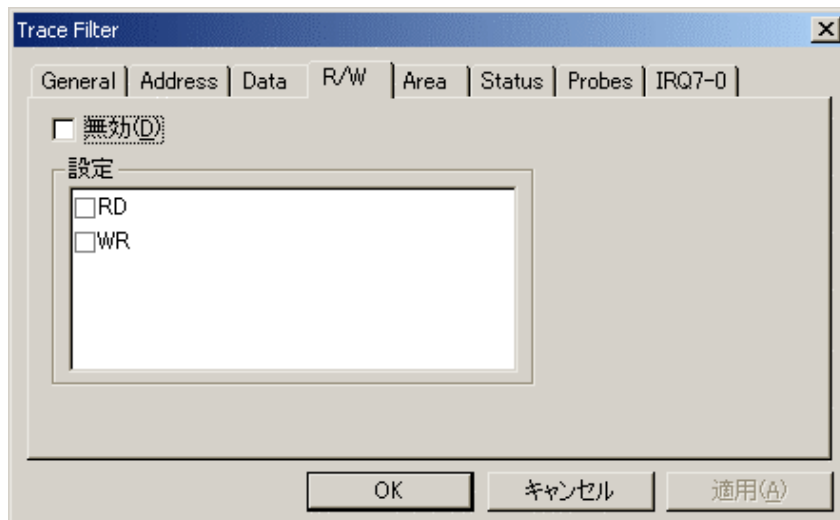 Trace Filter
General Address Data R/W Area Status Probes IRQ7-0
無効(D)
設定
RD
WR
OK キャンセル 適用(A)